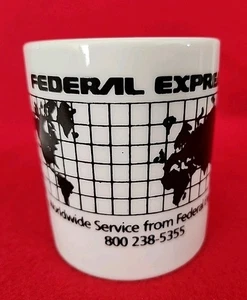 FEDERAL EXPRE
orldwide Service from Federal
800 238-5355